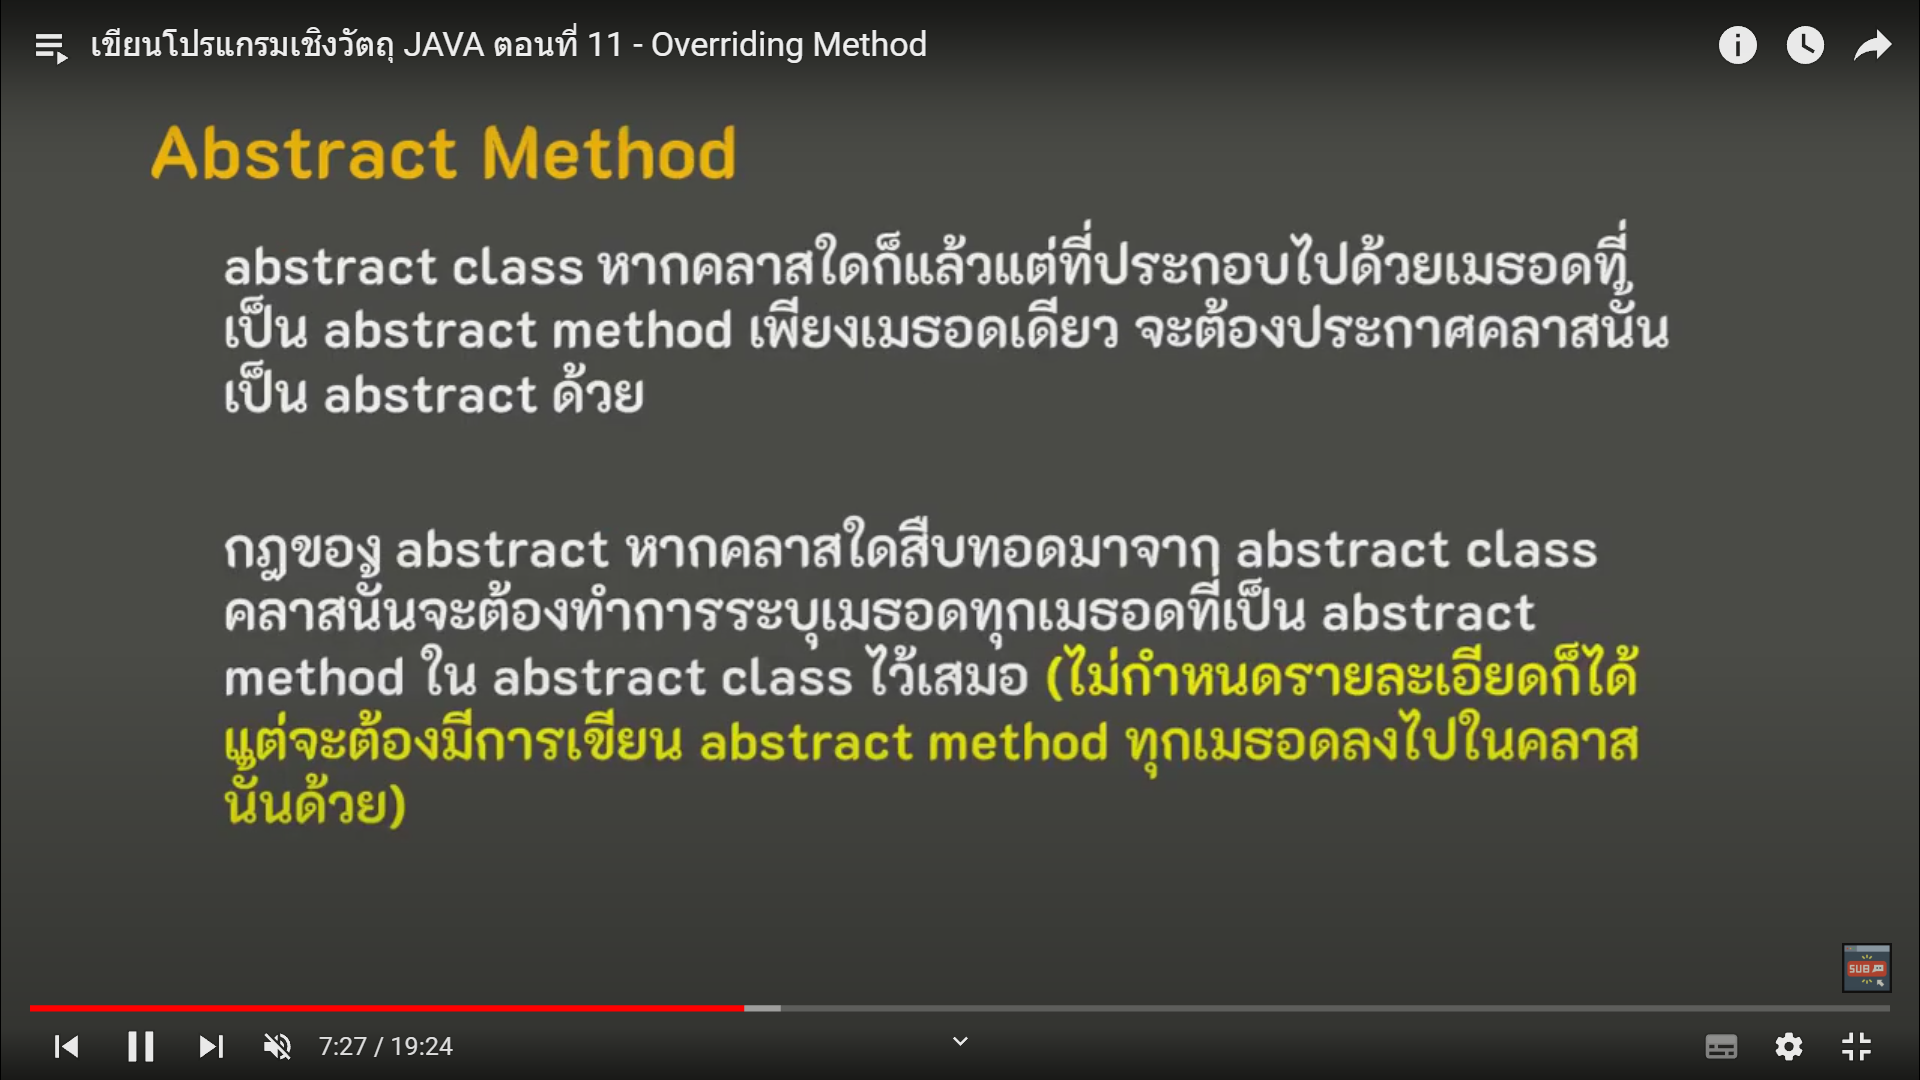 เขียนโปรแกรมเชิงวัตถุ JAVA ตอนที่ 11 - Overriding Method
Abstract Method
abstract class หากคลาสใดก็แล้วแต่ที่ประกอบไปด้วยเมธอดที่
เป็น abstract method เพียงเมธอดเดียว จะต้องประกาศคลาสนั้น
เป็น abstract ด้วย
กฎของ abstract หากคลาสใดสืบทอดมาจาก abstract class
คลาสนั้นจะต้องทำการระบุเมธอดทุกเมธอดที่เป็น abstract
method ใน abstract class ไว้เสมอ (ไม่กำหนดรายละเอียดก็ได้
แต่จะต้องมีการเขียน abstract method ทุกเมธอดลงไปในคลาส
นั้นด้วย)
SUB
7:27 / 19:24